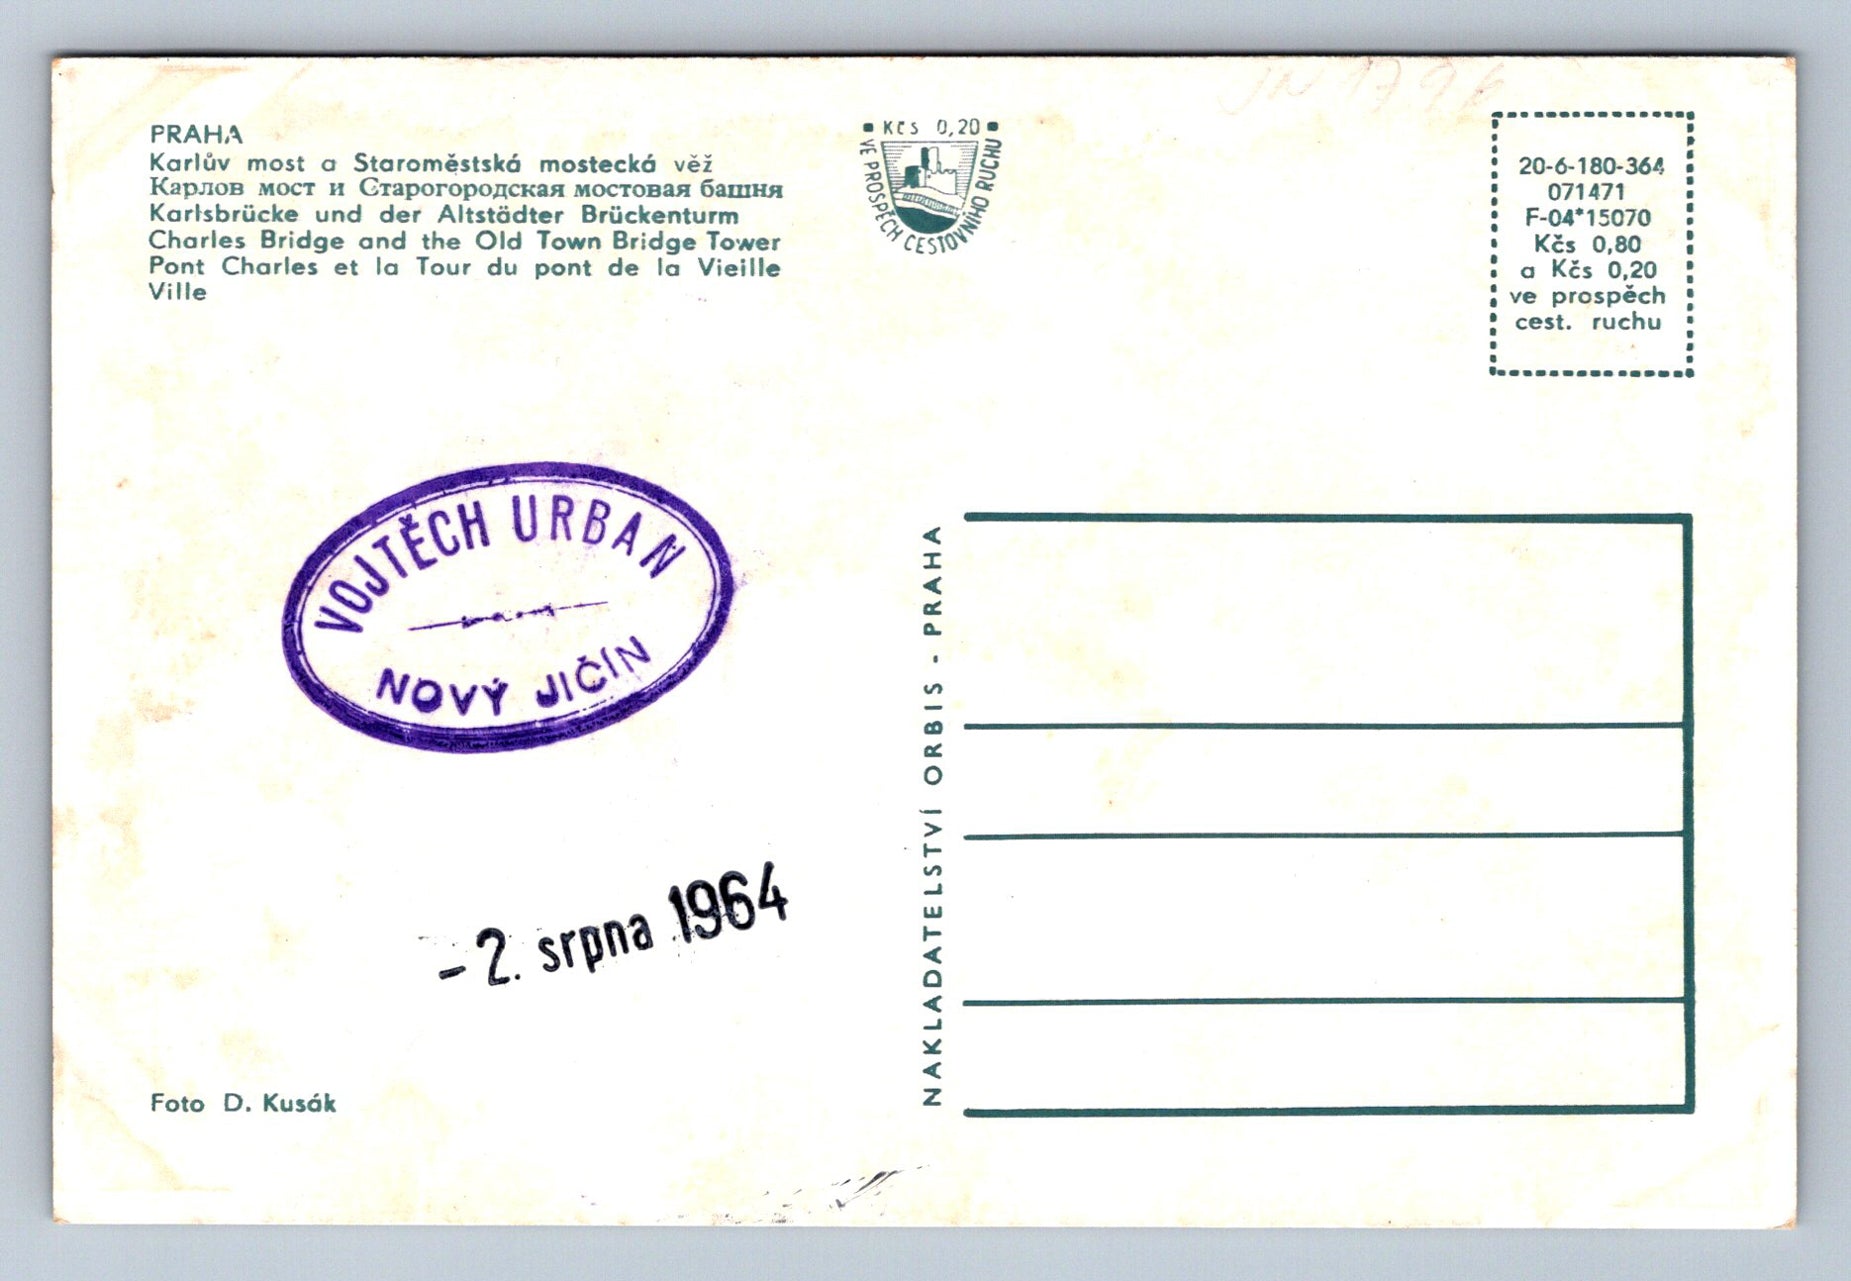 PRAHA
Karlův most a Staroměstská mostecká věž
Карлов мост и Старогородская мостовая башня
Karlsbrücke und der Altstädter Brückenturm
Charles Bridge and the Old Town Bridge Tower
Pont Charles et la Tour du pont de la Vieille
Ville
Kčs 0,20
VE PROSPĚCH CESTOVNÍHO RUCHU
20-6-180-364
071471
F-04*15070
Kčs 0,80
a Kčs 0,20
ve prospěch
cest. ruchu
VOJTĚCH URBAN
NOVÝ JIČÍN
- 2. srpna 1964
NAKLADATELSTVÍ ORBIS - PRAHA
Foto D. Kusák